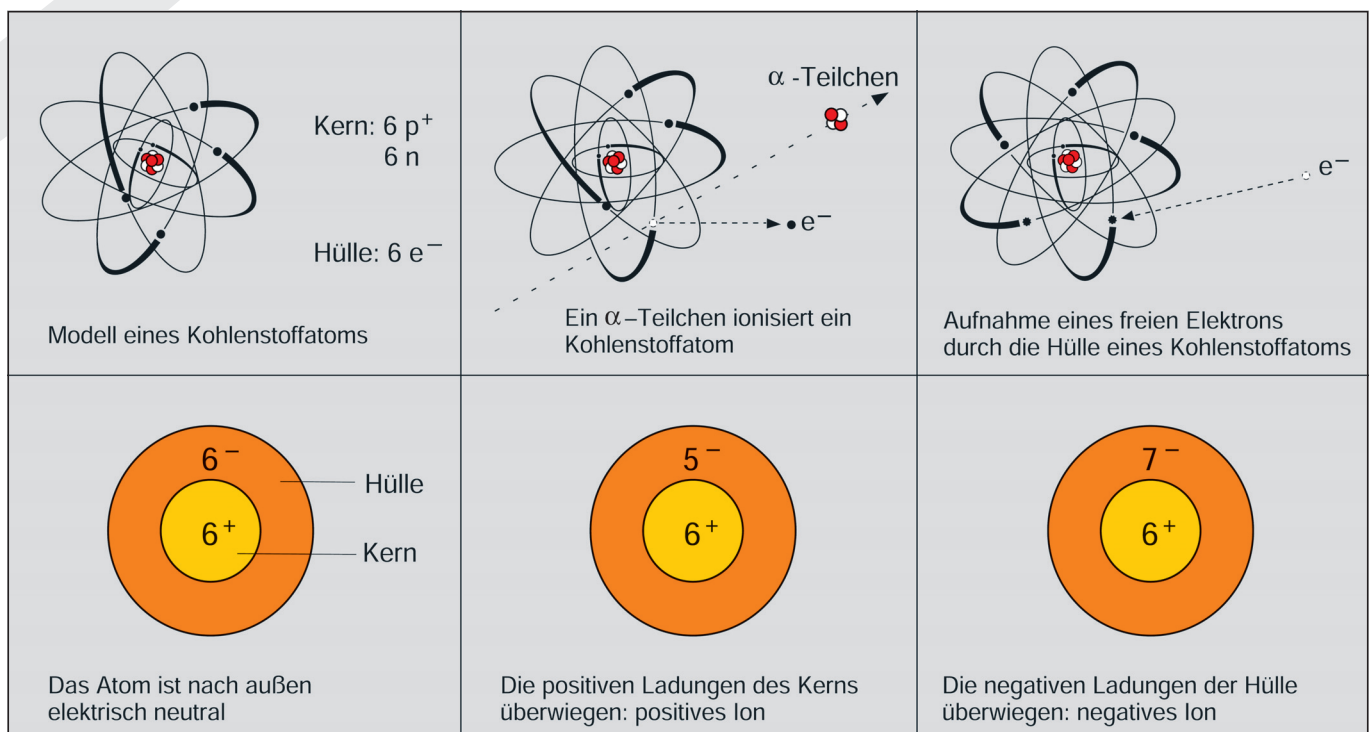 Kern: 6 p⁺
6 n
Hülle: 6 e⁻
Modell eines Kohlenstoffatoms
α -Teilchen
e⁻
Ein α–Teilchen ionisiert ein
Kohlenstoffatom
e⁻
Aufnahme eines freien Elektrons
durch die Hülle eines Kohlenstoffatoms
6⁻
Hülle
6⁺
Kern
Das Atom ist nach außen
elektrisch neutral
5⁻
6⁺
Die positiven Ladungen des Kerns
überwiegen: positives Ion
7⁻
6⁺
Die negativen Ladungen der Hülle
überwiegen: negatives Ion